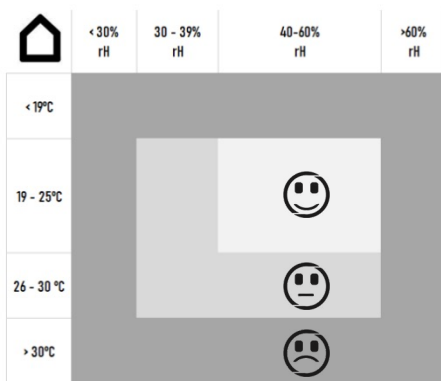 < 30%
rH
30 - 39%
rH
40-60%
rH
>60%
rH
< 19°C
19 - 25°C
26 - 30 °C
> 30°C